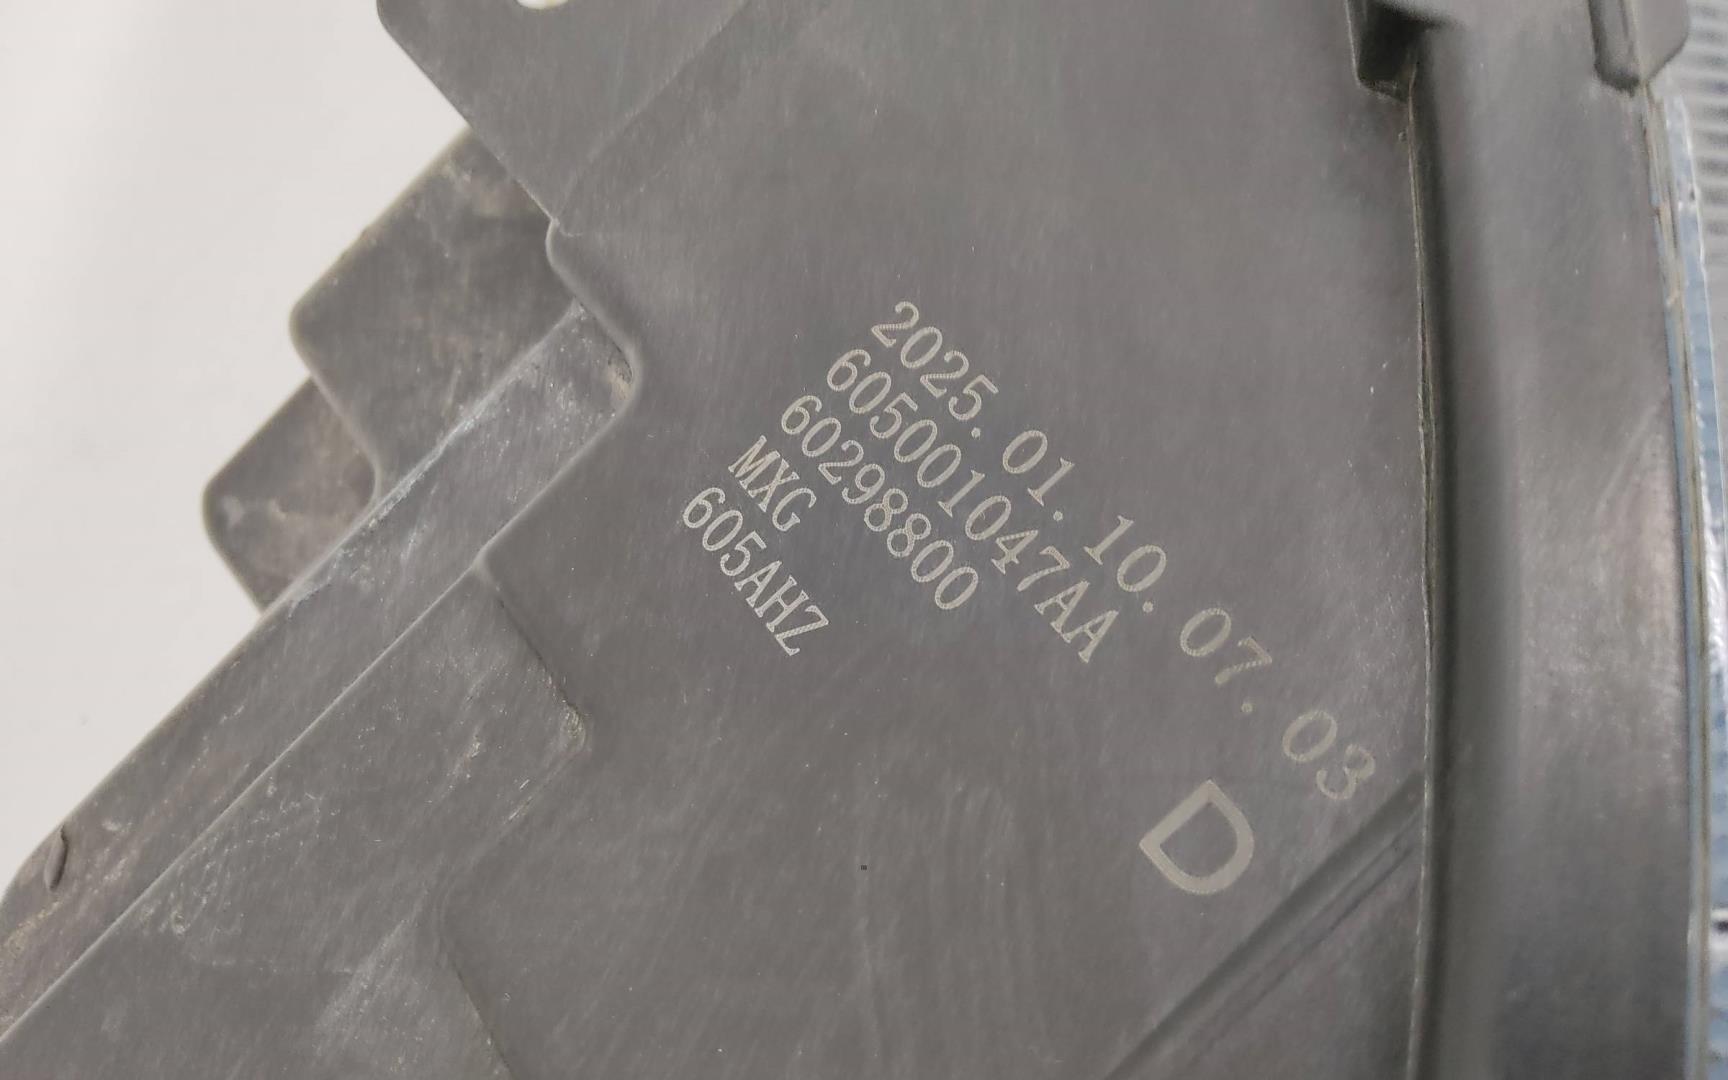 2025. 01. 10. 07. 03
605001047AA
60298800
MXG
605AHZ
D